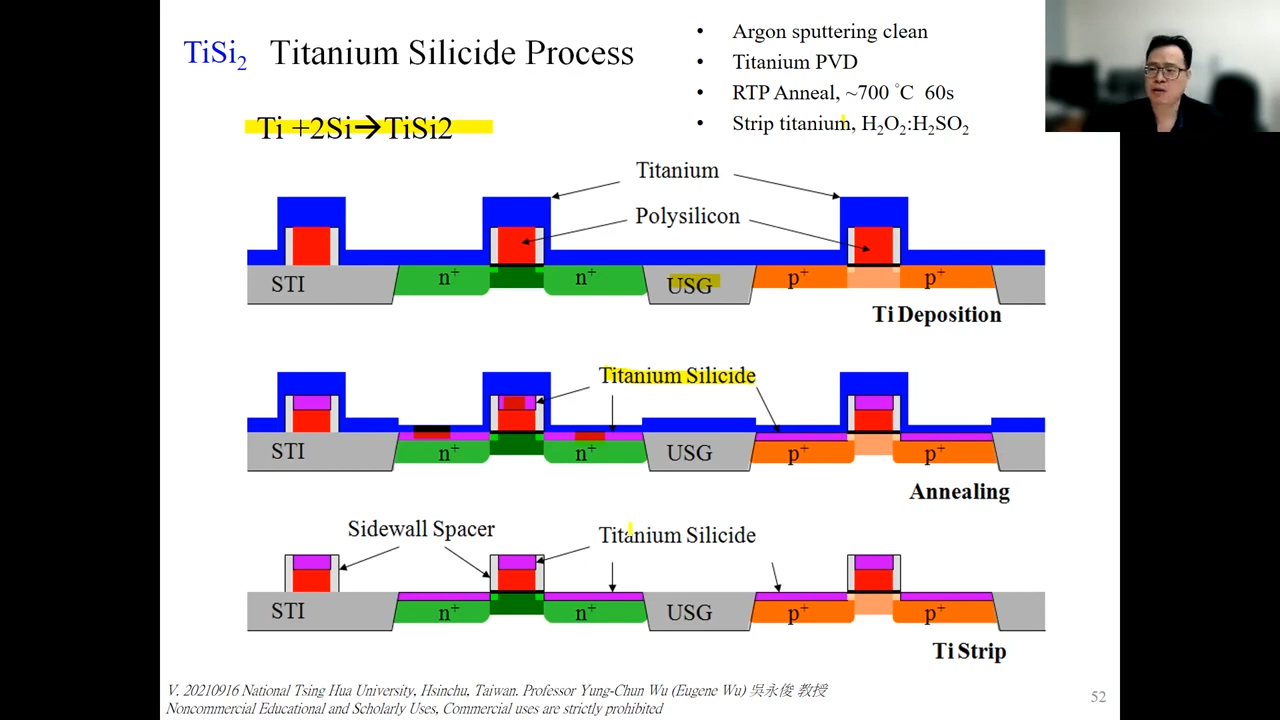 TiSi₂ Titanium Silicide Process
• Argon sputtering clean
• Titanium PVD
• RTP Anneal, ~700 °C 60s
• Strip titanium, H₂O₂:H₂SO₂
Ti +2Si→TiSi2
Titanium
Polysilicon
STI
n⁺
n⁺
USG
p⁺
p⁺
Ti Deposition
Titanium Silicide
STI
n⁺
n⁺
USG
p⁺
p⁺
Annealing
Sidewall Spacer
Titanium Silicide
STI
n⁺
n⁺
USG
p⁺
p⁺
Ti Strip
V. 20210916 National Tsing Hua University, Hsinchu, Taiwan. Professor Yung-Chun Wu (Eugene Wu) 吳永俊 教授
Noncommercial Educational and Scholarly Uses, Commercial uses are strictly prohibited
52